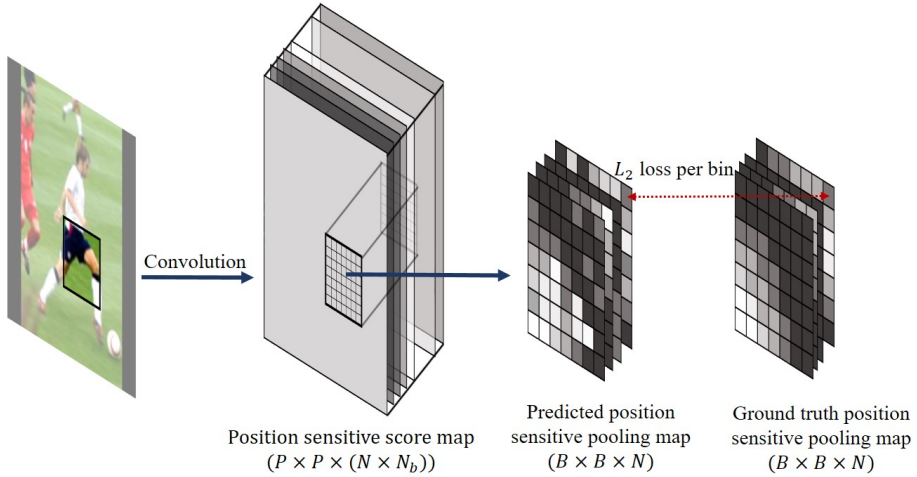 L₂ loss per bin
Convolution
Position sensitive score map
(P × P × (N × N_b))
Predicted position
sensitive pooling map
(B × B × N)
Ground truth position
sensitive pooling map
(B × B × N)